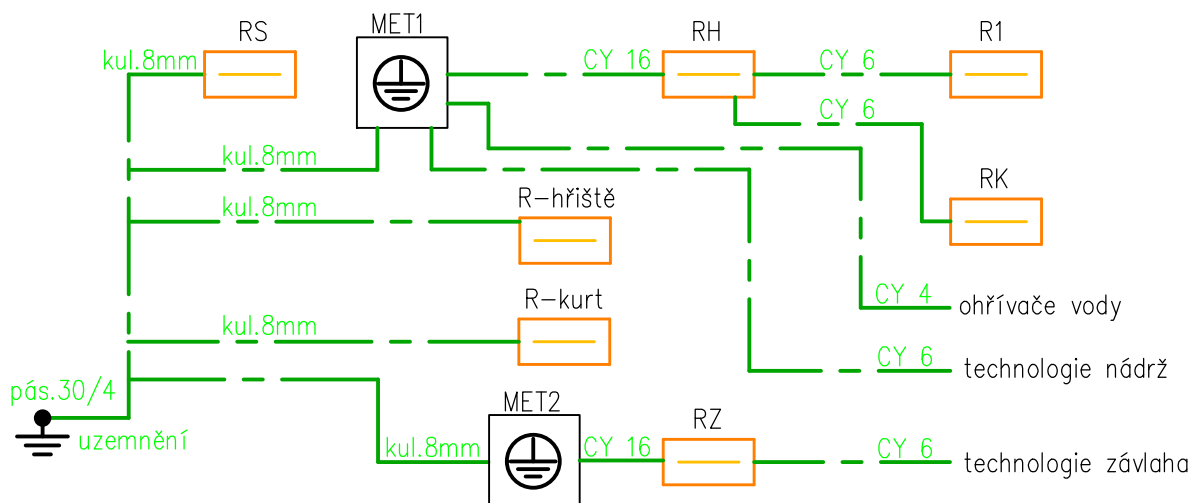 MET1
RS
RH
R1
kul.8mm
CY 16
CY 6
CY 6
kul.8mm
RK
R-hřiště
kul.8mm
R-kurt
CY 4
ohřívače vody
kul.8mm
CY 6
technologie nádrž
pás.30/4
MET2
RZ
uzemnění
kul.8mm
CY 16
CY 6
technologie závlaha